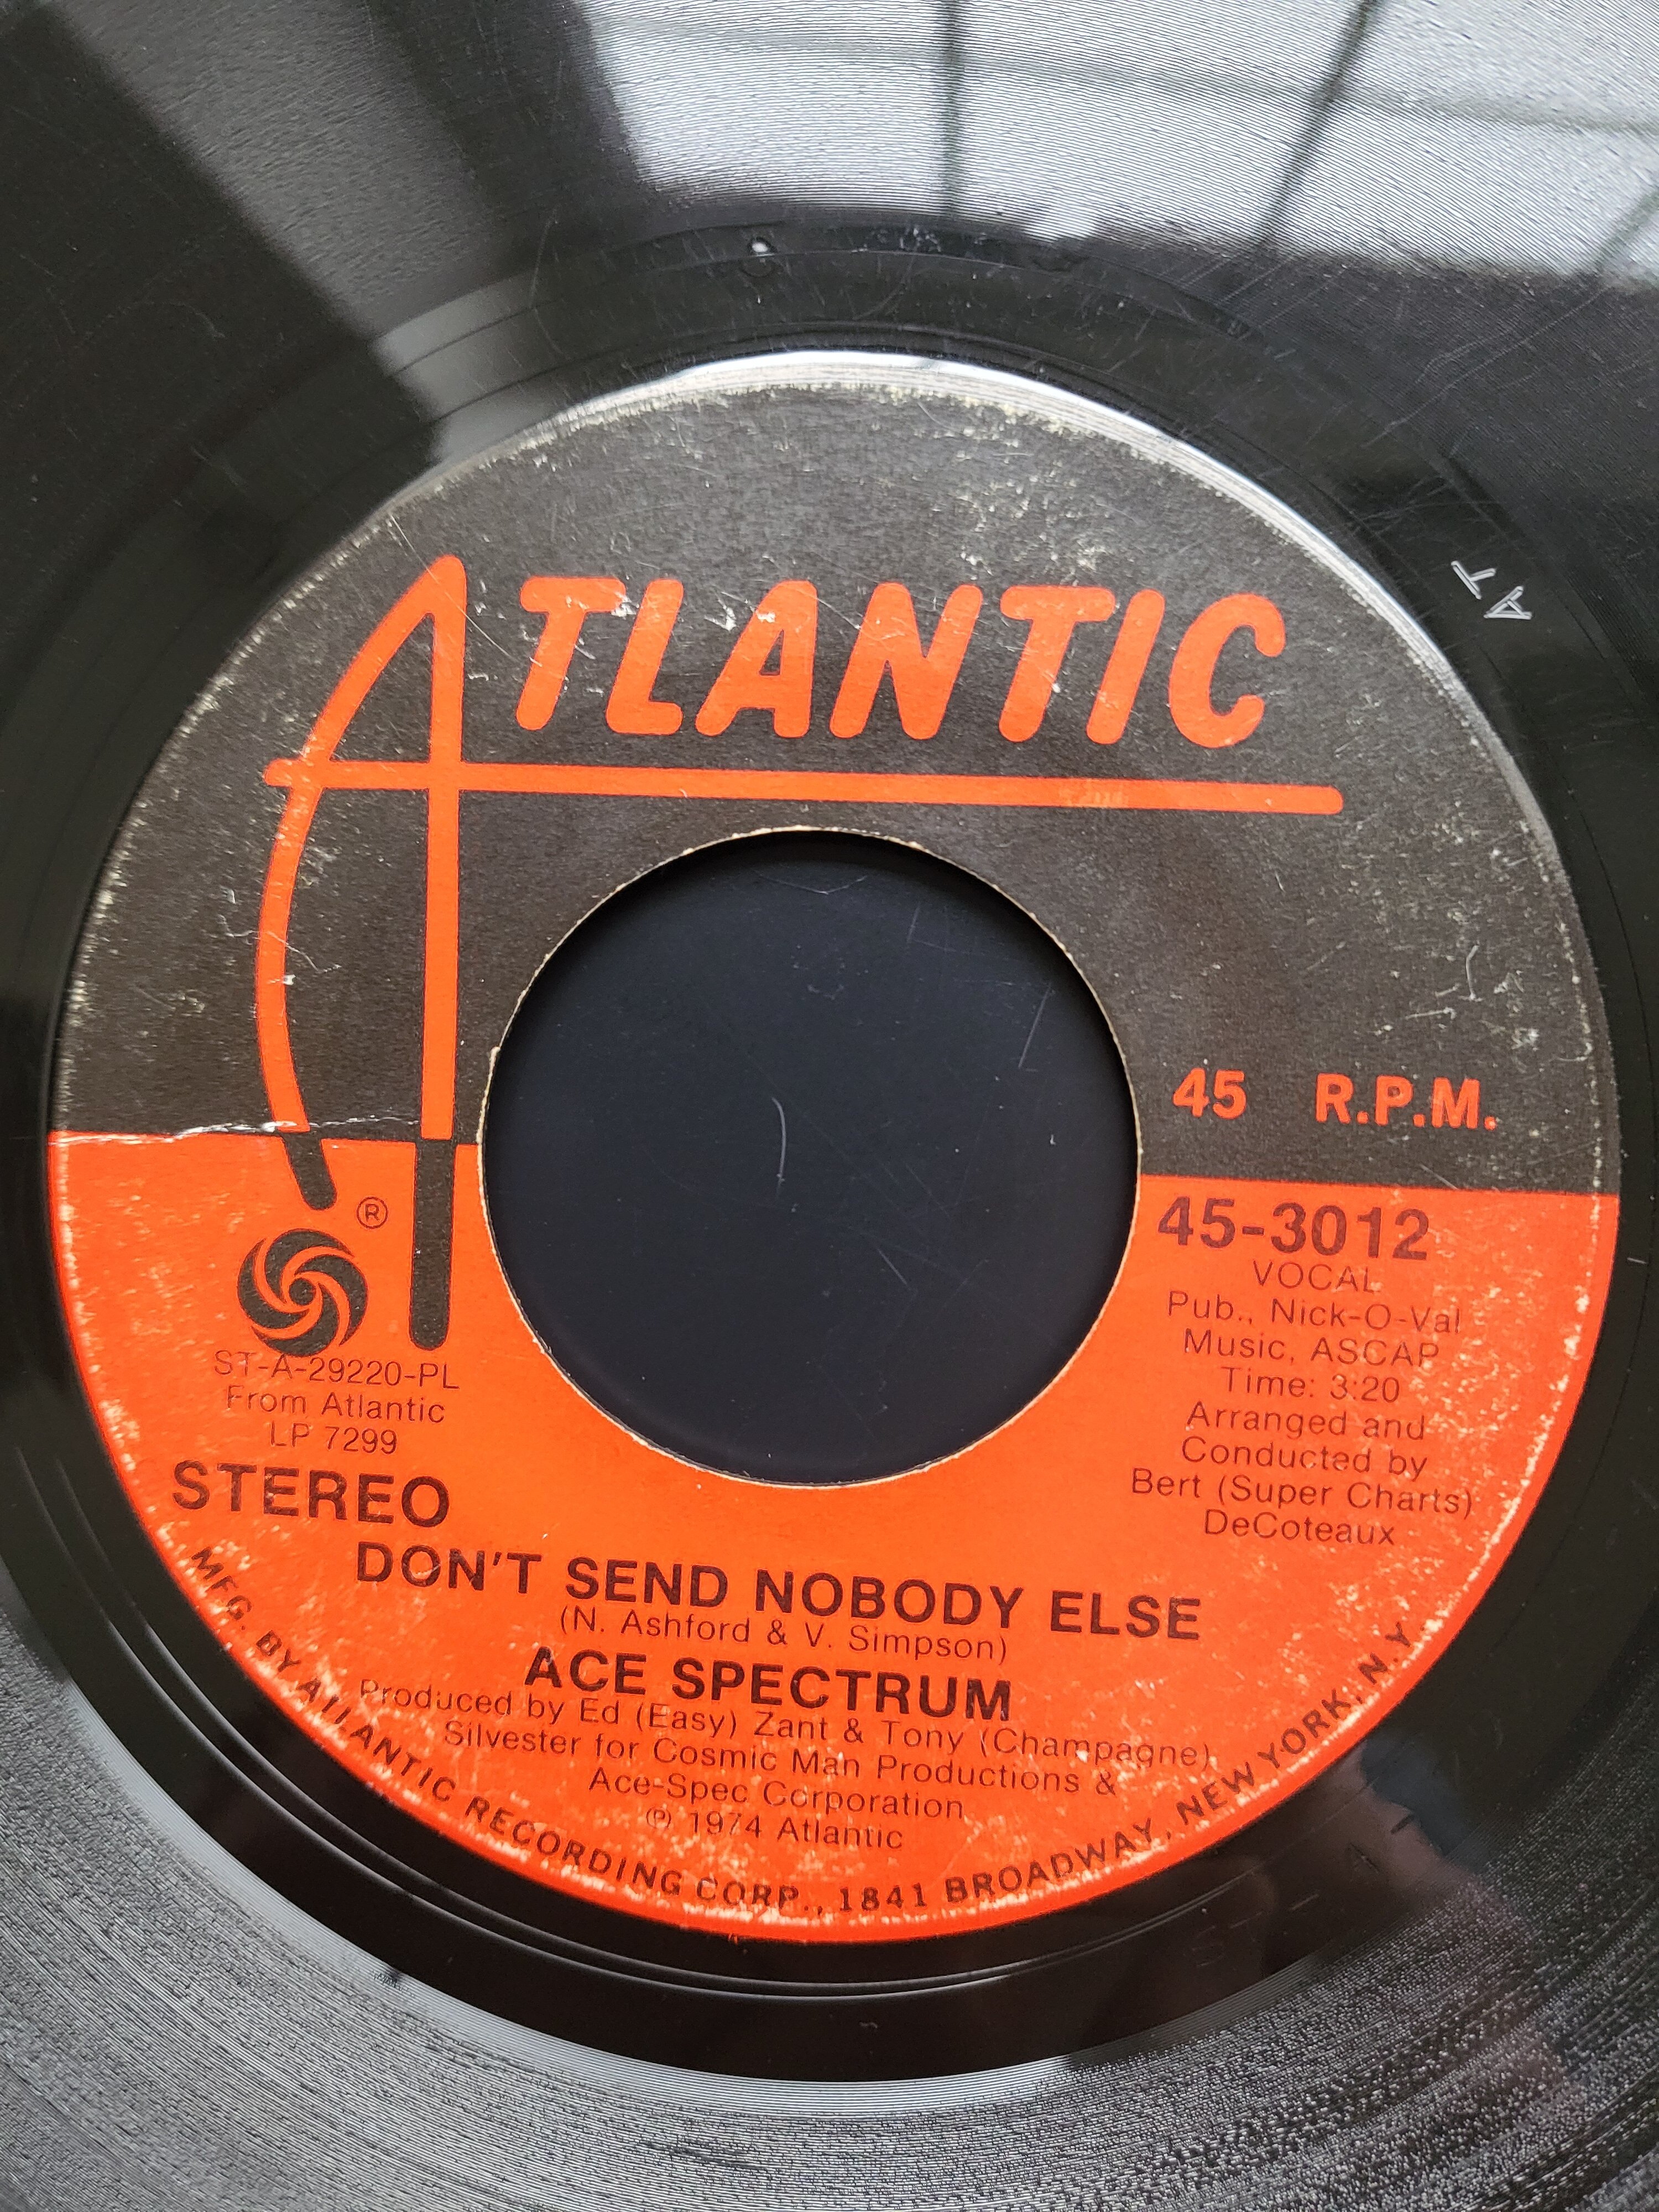 ATLANTIC
45 R.P.M.
®
ST-A-29220-PL
From Atlantic
LP 7299
STEREO
45-3012
VOCAL
Pub., Nick-O-Val
Music, ASCAP
Time: 3:20
Arranged and
Conducted by
Bert (Super Charts)
DeCoteaux
DON'T SEND NOBODY ELSE
(N. Ashford & V. Simpson)
ACE SPECTRUM
Produced by Ed (Easy) Zant & Tony (Champagne)
Silvester for Cosmic Man Productions &
Ace-Spec Corporation
℗ 1974 Atlantic
MFG. BY ATLANTIC RECORDING CORP., 1841 BROADWAY, NEW YORK, N.Y.
AT